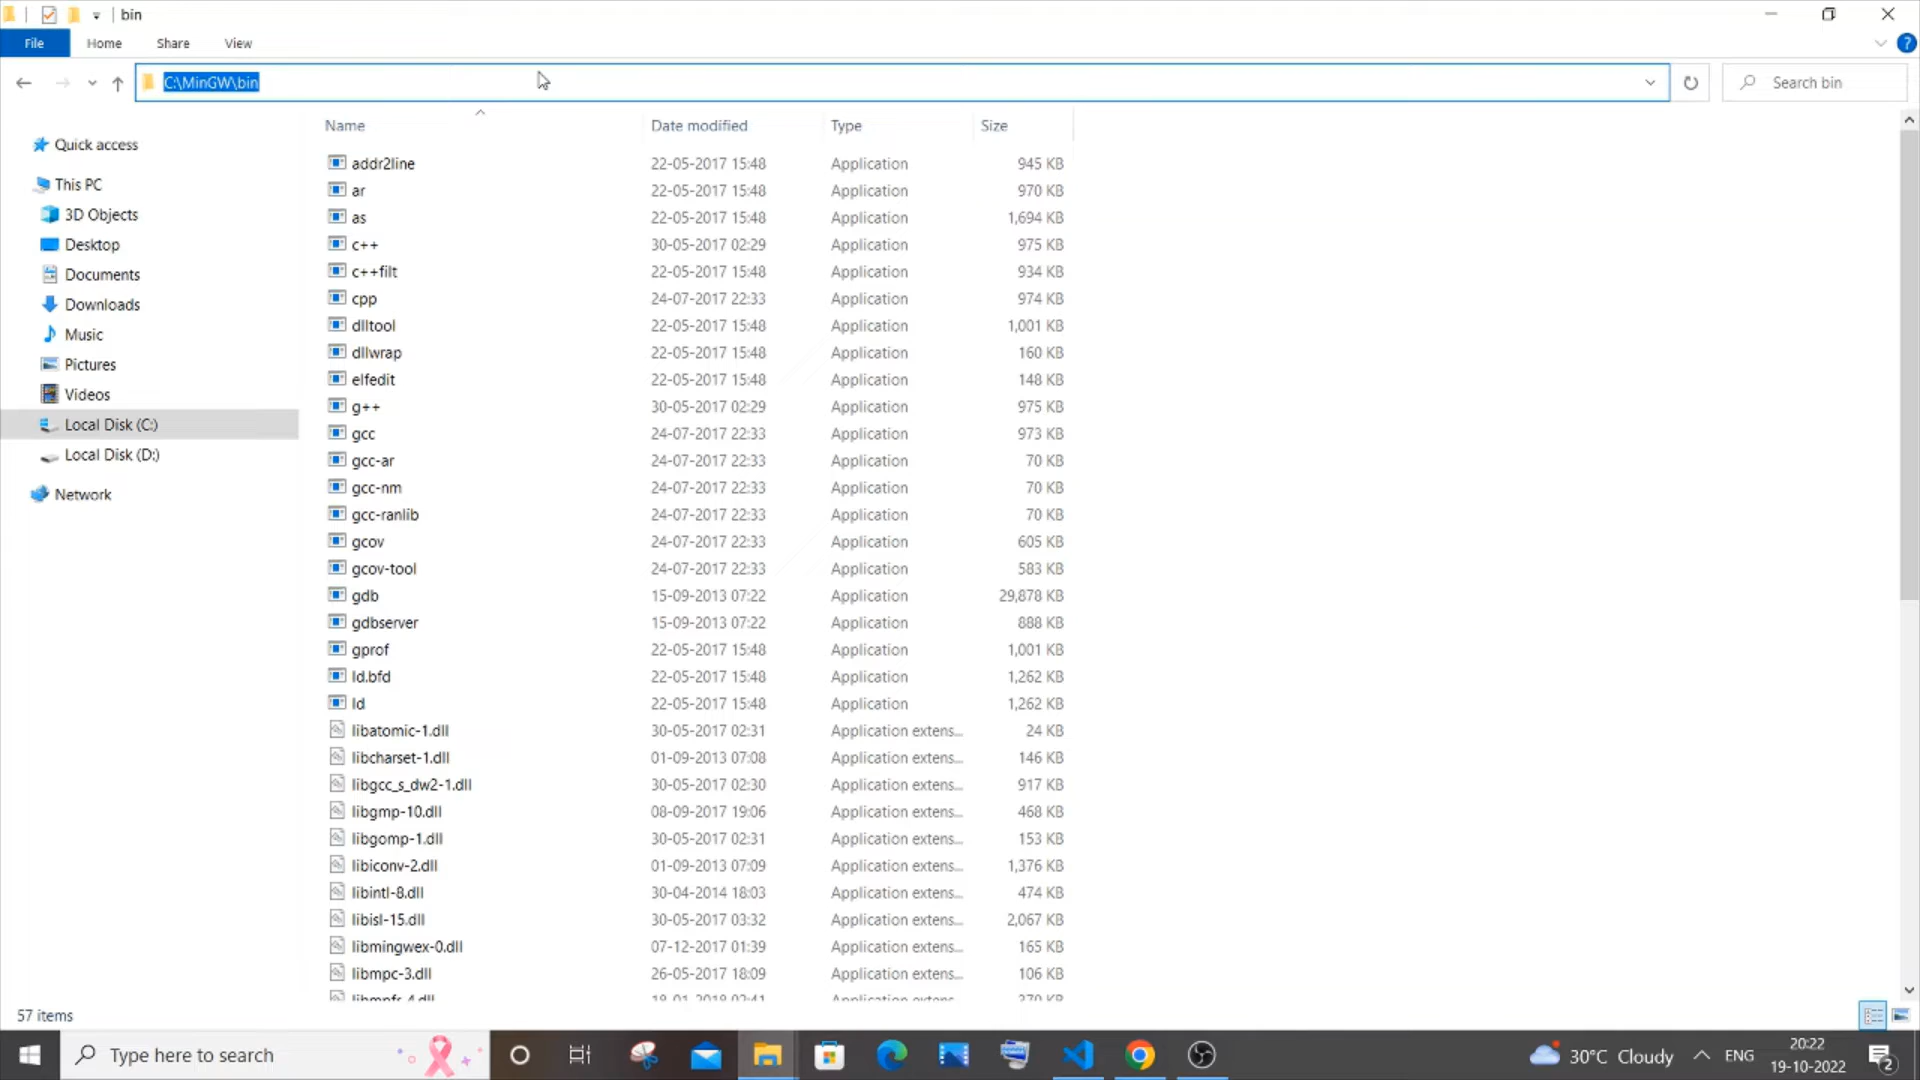 bin
File Home Share View
C:\MinGW\bin
Search bin
Name Date modified Type Size
Quick access
This PC
3D Objects
Desktop
Documents
Downloads
Music
Pictures
Videos
Local Disk (C:)
Local Disk (D:)
Network
addr2line 22-05-2017 15:48 Application 945 KB
ar 22-05-2017 15:48 Application 970 KB
as 22-05-2017 15:48 Application 1,694 KB
c++ 30-05-2017 02:29 Application 975 KB
c++filt 22-05-2017 15:48 Application 934 KB
cpp 24-07-2017 22:33 Application 974 KB
dlltool 22-05-2017 15:48 Application 1,001 KB
dllwrap 22-05-2017 15:48 Application 160 KB
elfedit 22-05-2017 15:48 Application 148 KB
g++ 30-05-2017 02:29 Application 975 KB
gcc 24-07-2017 22:33 Application 973 KB
gcc-ar 24-07-2017 22:33 Application 70 KB
gcc-nm 24-07-2017 22:33 Application 70 KB
gcc-ranlib 24-07-2017 22:33 Application 70 KB
gcov 24-07-2017 22:33 Application 605 KB
gcov-tool 24-07-2017 22:33 Application 583 KB
gdb 15-09-2013 07:22 Application 29,878 KB
gdbserver 15-09-2013 07:22 Application 888 KB
gprof 22-05-2017 15:48 Application 1,001 KB
ld.bfd 22-05-2017 15:48 Application 1,262 KB
ld 22-05-2017 15:48 Application 1,262 KB
libatomic-1.dll 30-05-2017 02:31 Application extens... 24 KB
libcharset-1.dll 01-09-2013 07:08 Application extens... 146 KB
libgcc_s_dw2-1.dll 30-05-2017 02:30 Application extens... 917 KB
libgmp-10.dll 08-09-2017 19:06 Application extens... 468 KB
libgomp-1.dll 30-05-2017 02:31 Application extens... 153 KB
libiconv-2.dll 01-09-2013 07:09 Application extens... 1,376 KB
libintl-8.dll 30-04-2014 18:03 Application extens... 474 KB
libisl-15.dll 30-05-2017 03:32 Application extens... 2,067 KB
libmingwex-0.dll 07-12-2017 01:39 Application extens... 165 KB
libmpc-3.dll 26-05-2017 18:09 Application extens... 106 KB
57 items
Type here to search
30°C Cloudy
ENG
20:22
19-10-2022
2